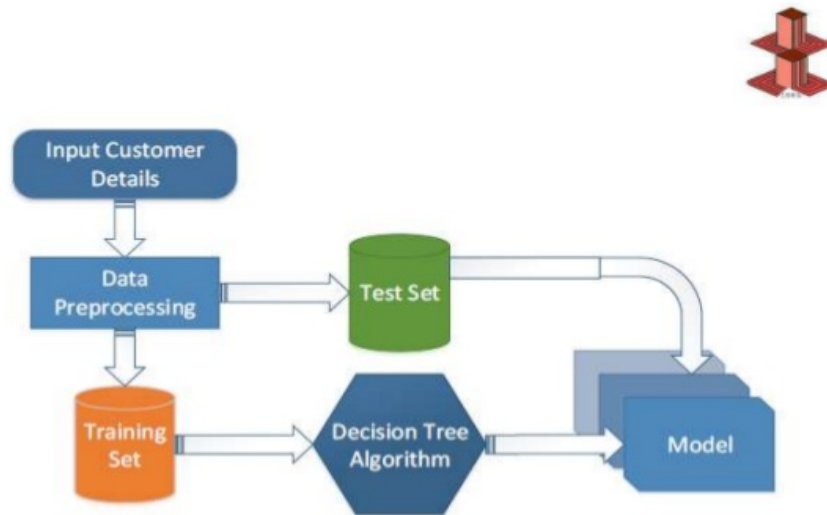 Input Customer
Details
Data
Preprocessing
Test Set
Training
Set
Decision Tree
Algorithm
Model